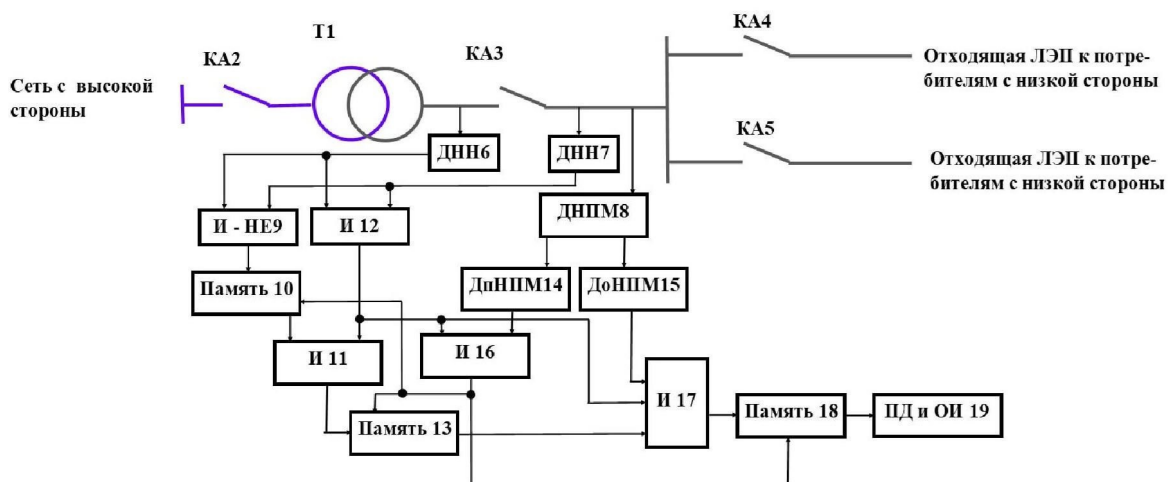 Т1
КА4
КА2
КА3
Сеть с высокой
стороны
Отходящая ЛЭП к потре-
бителям с низкой стороны
КА5
ДНН6
ДНН7
Отходящая ЛЭП к потре-
бителям с низкой стороны
ДНПМ8
И - НЕ9
И 12
Память 10
ДпНПМ14
ДоНПМ15
И 11
И 16
И 17
Память 13
Память 18
ПД и ОИ 19